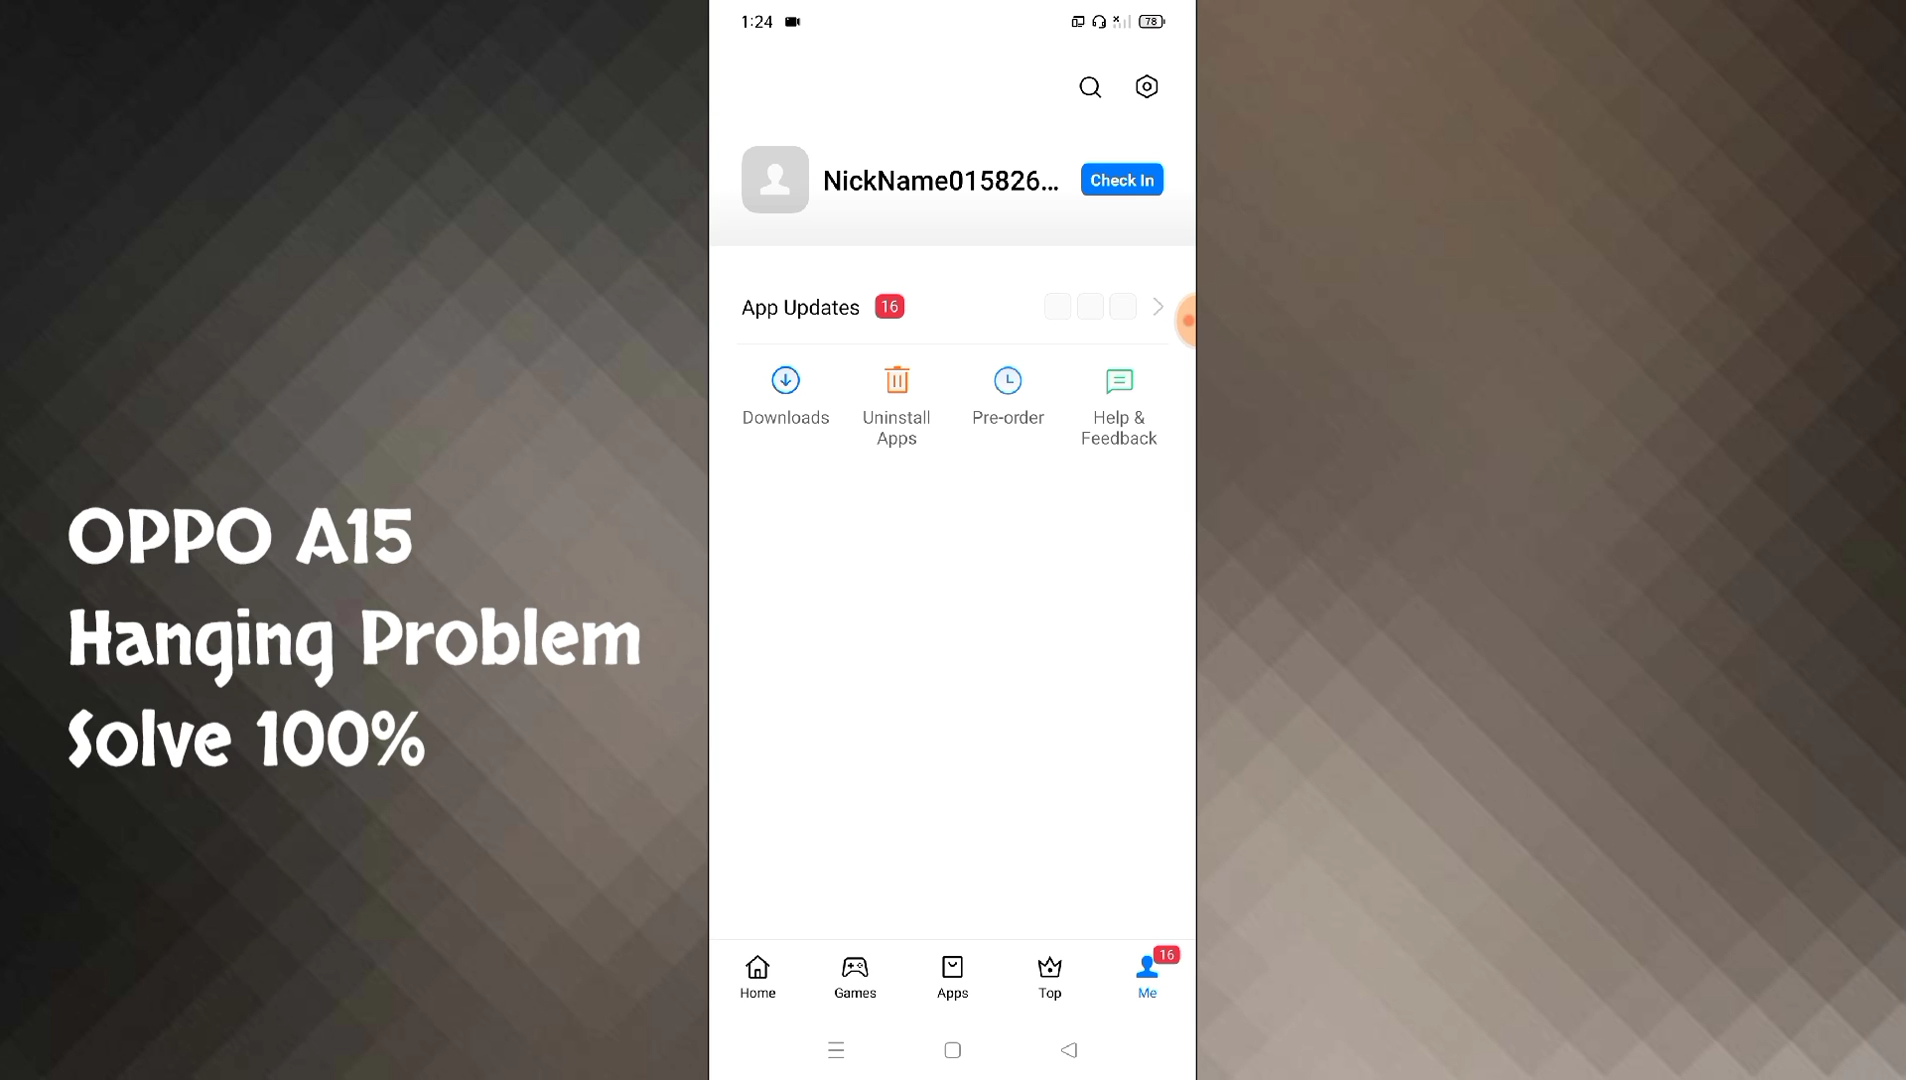 1:24
78
NickName015826...
Check In
App Updates 16
Downloads
Uninstall
Apps
Pre-order
Help &
Feedback
OPPO A15
Hanging Problem
Solve 100%
16
Home
Games
Apps
Top
Me